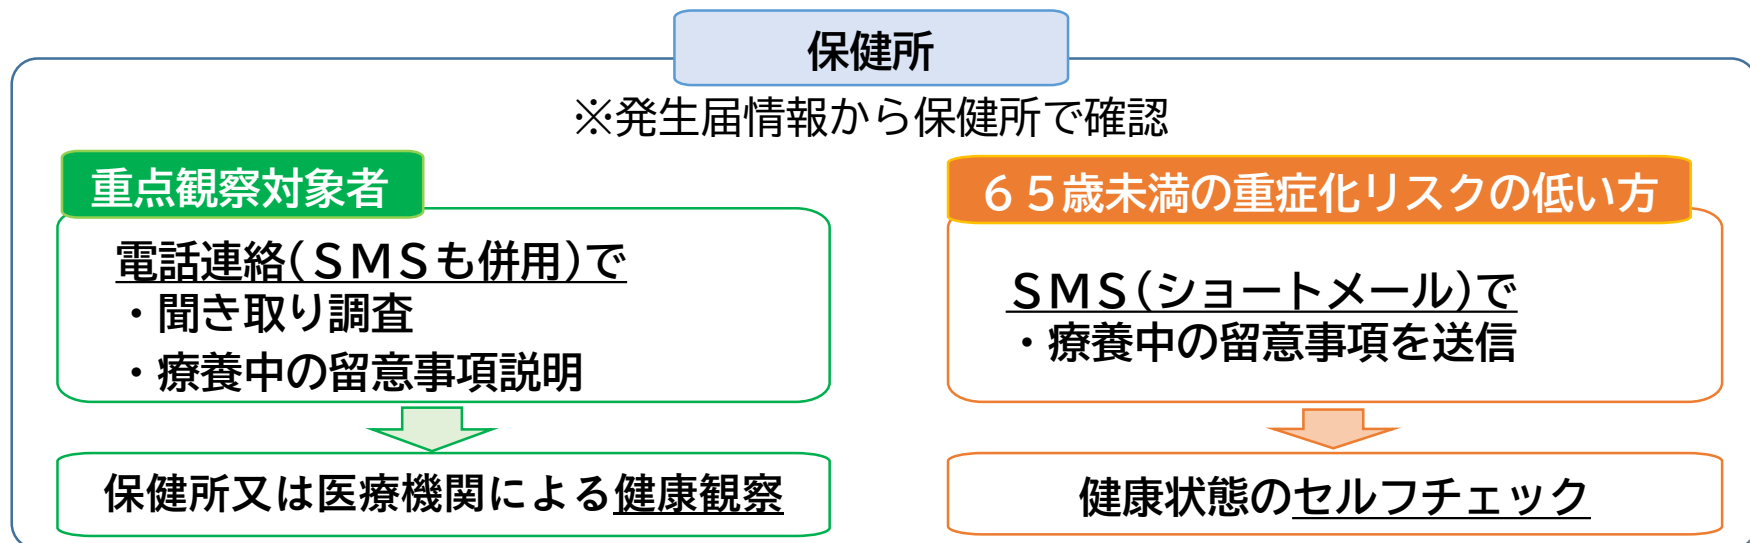 保健所
※発生届情報から保健所で確認
重点観察対象者
電話連絡(ＳＭＳも併用)で
・聞き取り調査
・療養中の留意事項説明
保健所又は医療機関による健康観察
６５歳未満の重症化リスクの低い方
ＳＭＳ(ショートメール)で
・療養中の留意事項を送信
健康状態のセルフチェック